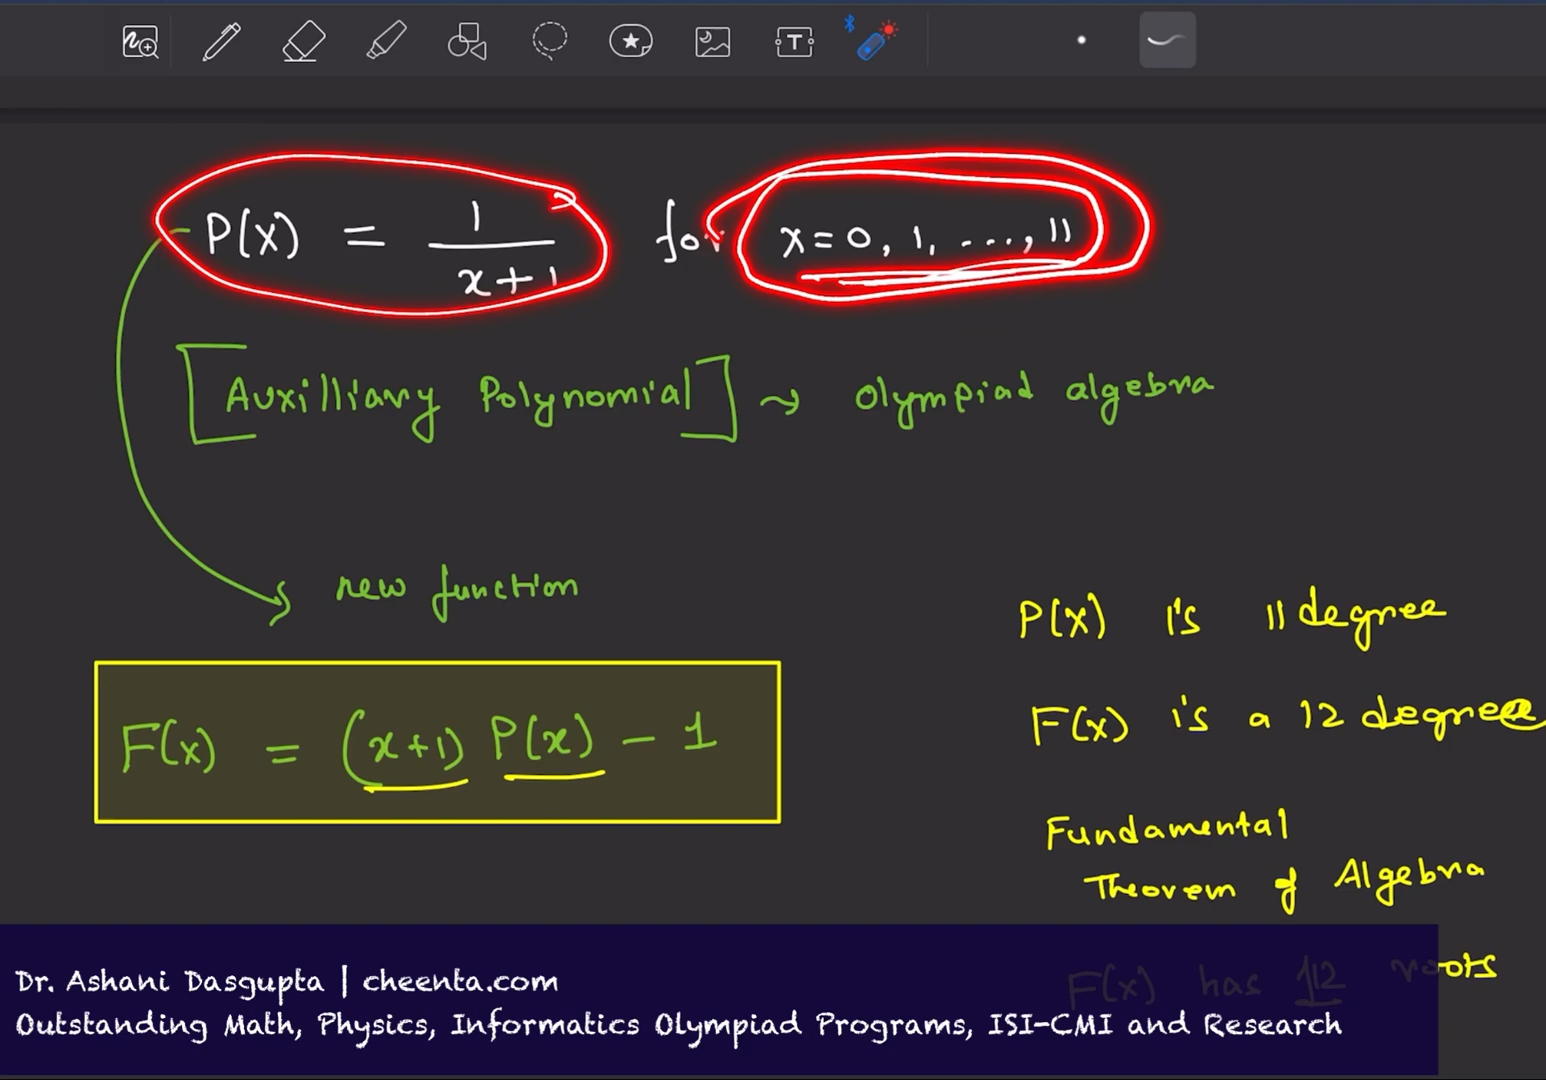 P(x) = 1/(x+1) for x = 0, 1, ..., 11
[Auxilliary Polynomial] → Olympiad algebra
new function
P(x) is 11 degree
F(x) is a 12 degree
F(x) = (x+1) P(x) - 1
Fundamental
Theorem of Algebra
F(x) has 12 roots
Dr. Ashani Dasgupta | cheenta.com
Outstanding Math, Physics, Informatics Olympiad Programs, ISI-CMI and Research